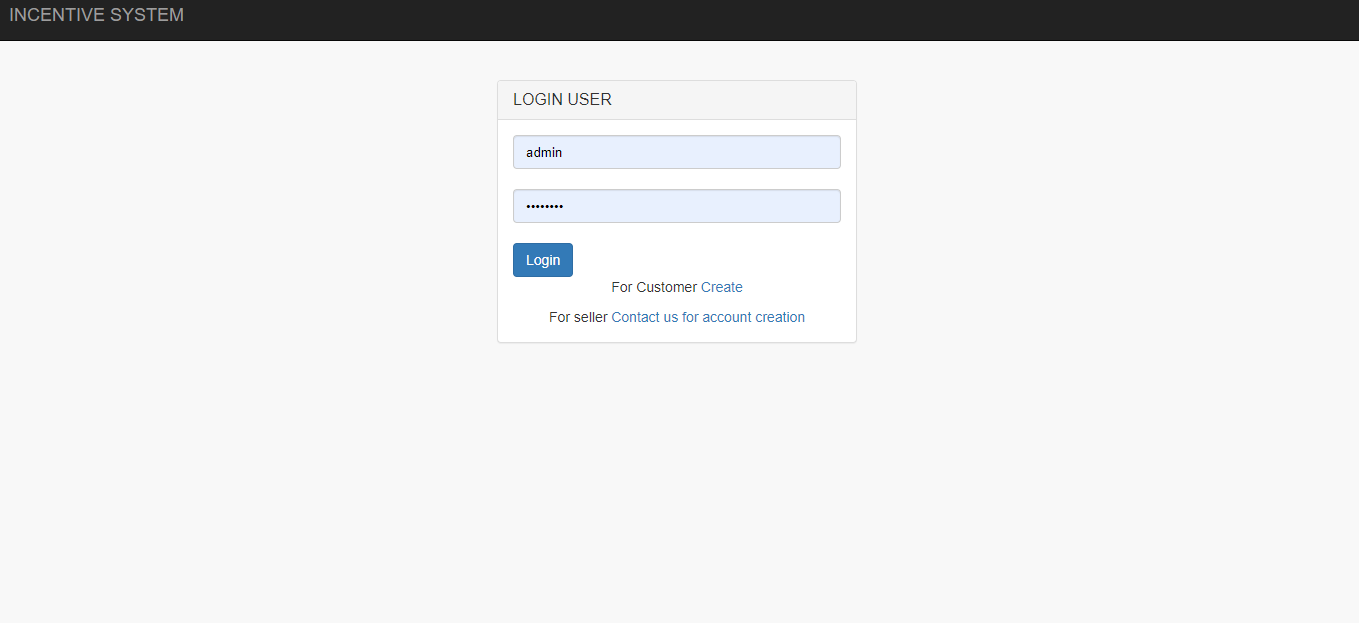 INCENTIVE SYSTEM
LOGIN USER
admin
••••••••
Login
For Customer Create
For seller Contact us for account creation